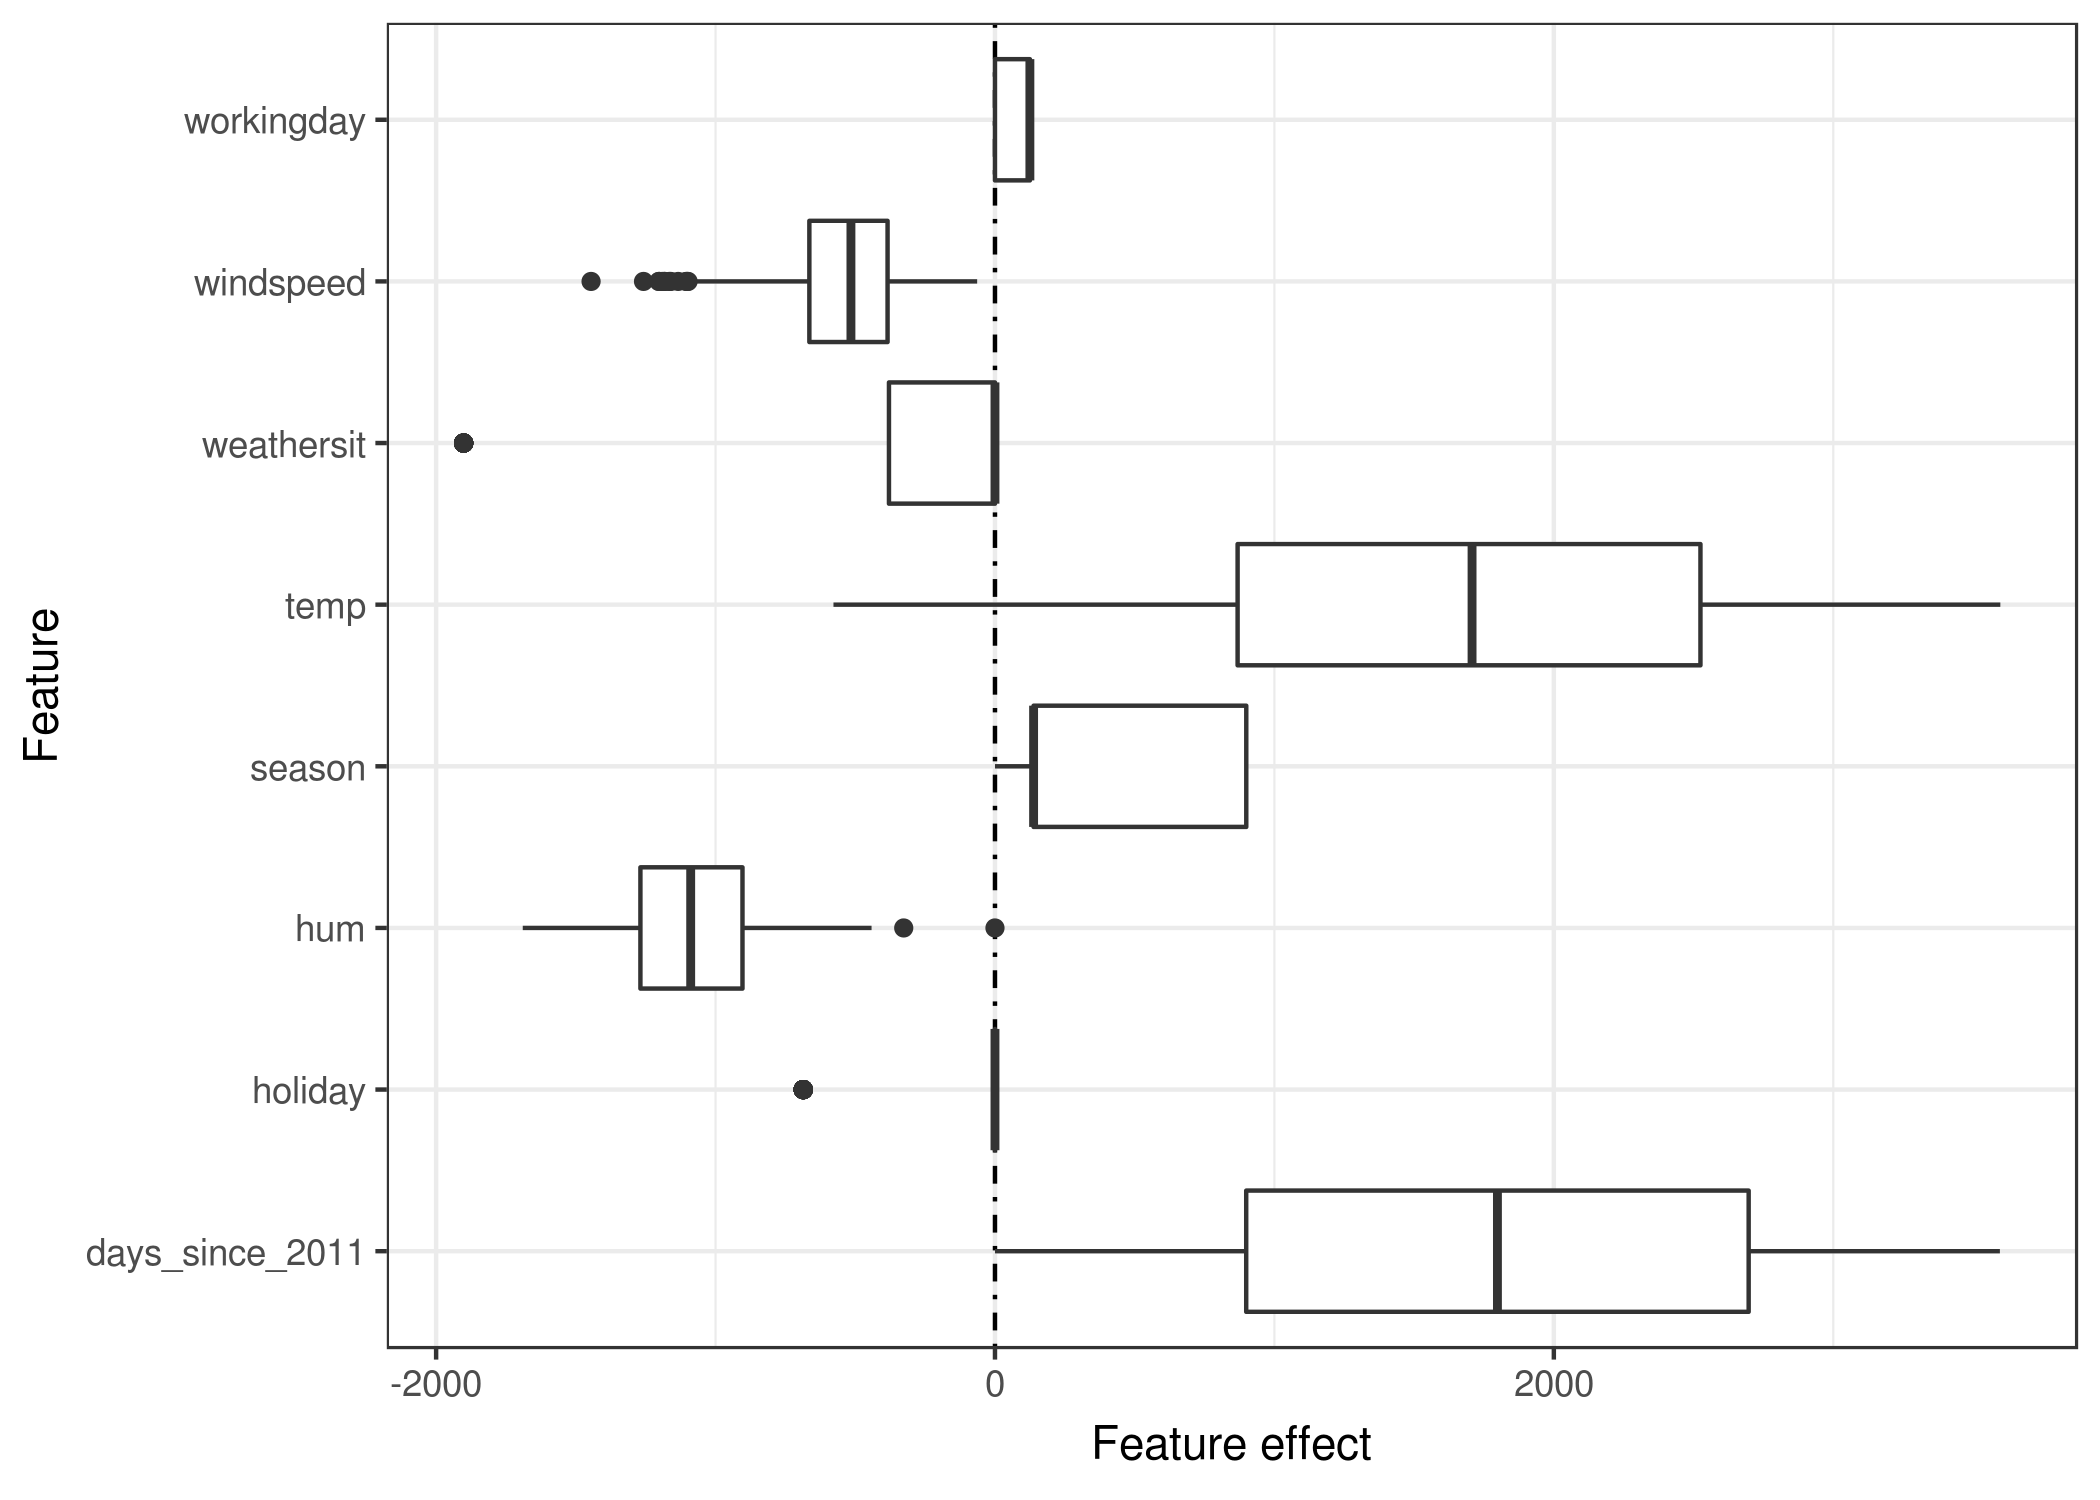 Feature
workingday
windspeed
weathersit
temp
season
hum
holiday
days_since_2011
-2000
0
2000
Feature effect